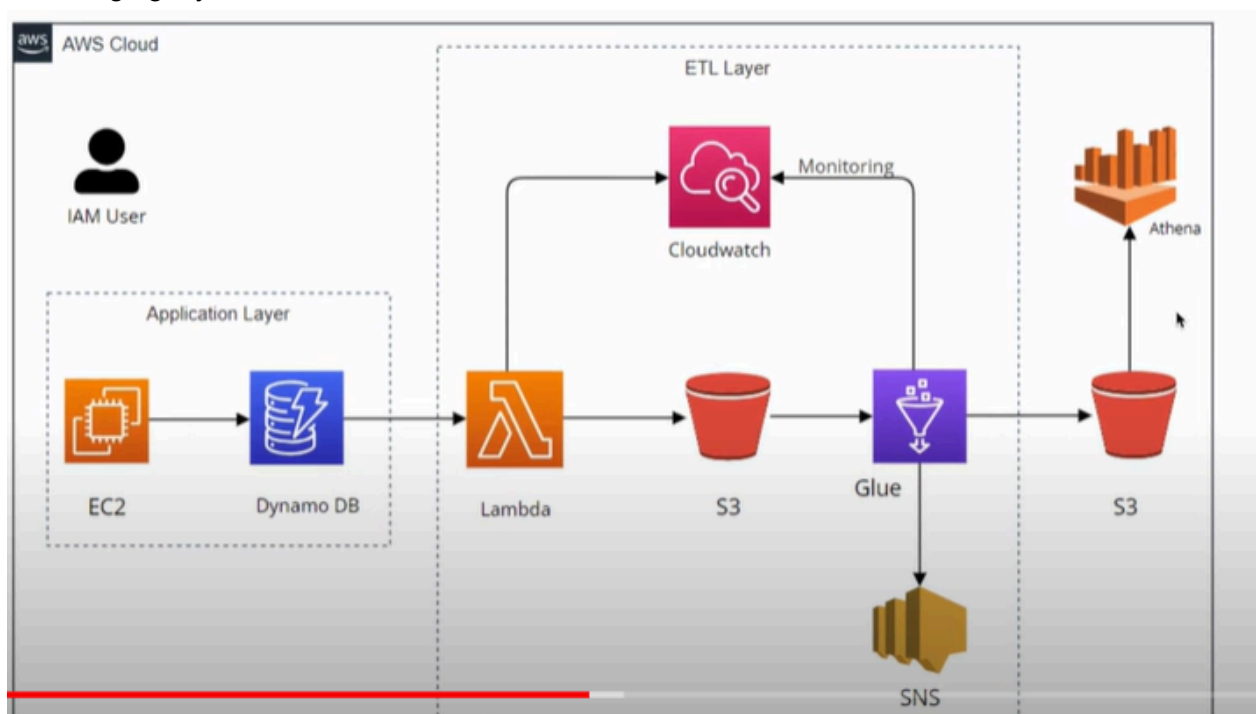 aws
AWS Cloud
ETL Layer
Monitoring
IAM User
Cloudwatch
Athena
Application Layer
EC2
Dynamo DB
Lambda
S3
Glue
S3
SNS